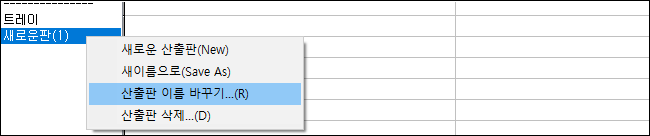 ---------------
트레이
새로운판(1)
새로운 산출판(New)
새이름으로(Save As)
산출판 이름 바꾸기...(R)
산출판 삭제...(D)